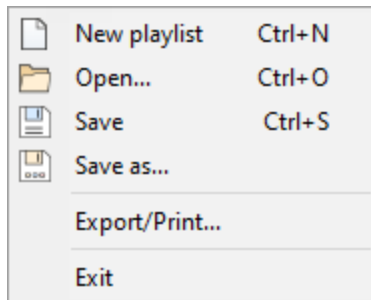 New playlist Ctrl+N
Open... Ctrl+O
Save Ctrl+S
Save as...
Export/Print...
Exit